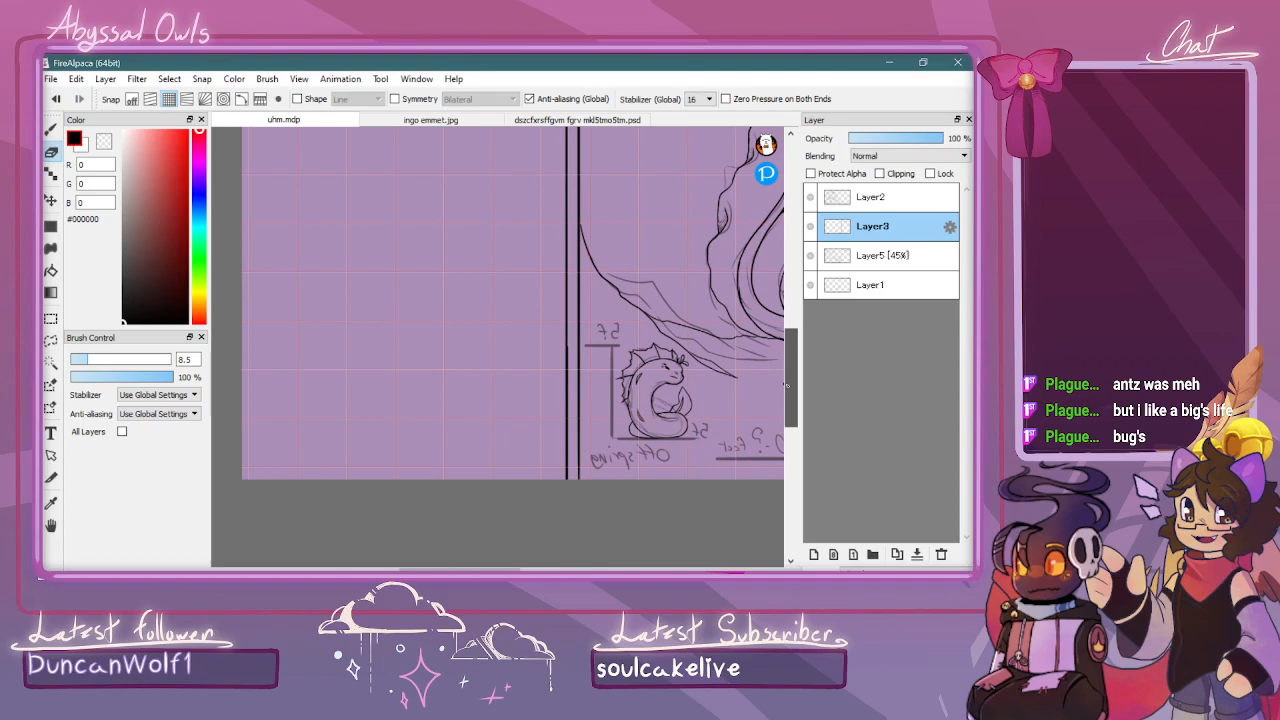 Abyssal Owls
Chat
FireAlpaca (64bit)
File Edit Layer Filter Select Snap Color Brush View Animation Tool Window Help
Snap off Shape Line Symmetry Bilateral Anti-aliasing (Global) Stabilizer (Global) 16 Zero Pressure on Both Ends
Color
uhm.mdp
ingo emmet.jpg
dszcfxrsffgvm fgrv mkl5tmo5tm.psd
Layer
R 0
G 0
B 0
#000000
Opacity 100 %
Blending Normal
Protect Alpha Clipping Lock
Layer2
Layer3
Layer5 [45%]
Layer1
Brush Control
8.5
100 %
Stabilizer Use Global Settings
Anti-aliasing Use Global Settings
All Layers
5f
5f
Offspring
? feet
Plague... antz was meh
Plague... but i like a big's life
Plague... bug's
Latest follower
DuncanWolf1
Latest Subscriber
soulcakelive